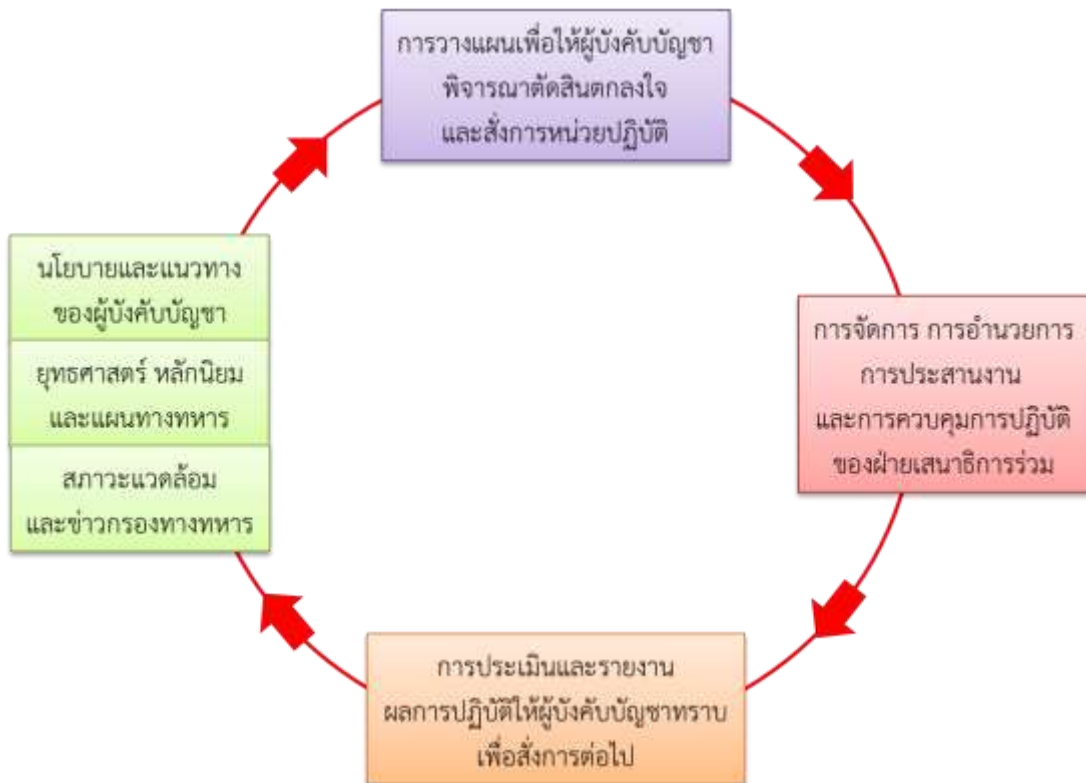 การวางแผนเพื่อให้ผู้บังคับบัญชา
พิจารณาตัดสินตกลงใจ
และสั่งการหน่วยปฏิบัติ
นโยบายและแนวทาง
ของผู้บังคับบัญชา
ยุทธศาสตร์ หลักนิยม
และแผนทางทหาร
สภาวะแวดล้อม
และข่าวกรองทางทหาร
การจัดการ การอำนวยการ
การประสานงาน
และการควบคุมการปฏิบัติ
ของฝ่ายเสนาธิการร่วม
การประเมินและรายงาน
ผลการปฏิบัติให้ผู้บังคับบัญชาทราบ
เพื่อสั่งการต่อไป